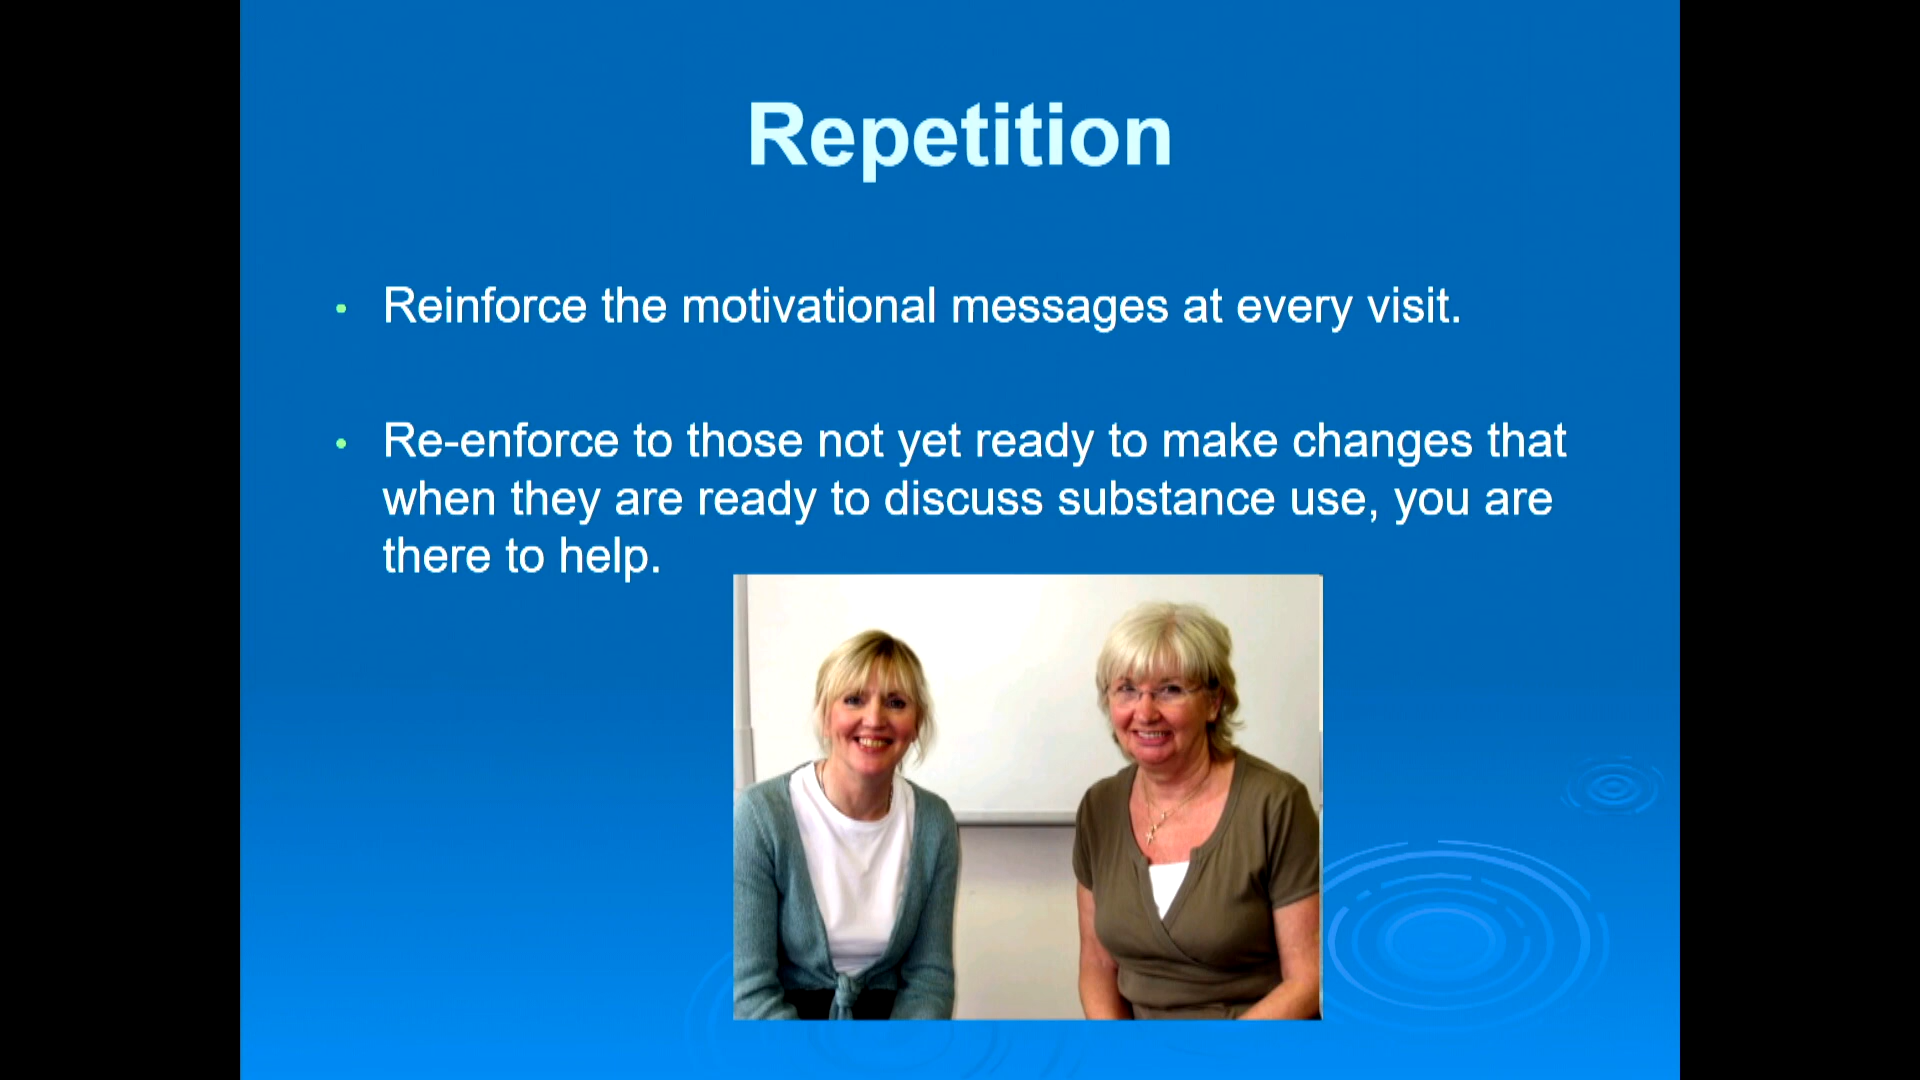 Repetition
• Reinforce the motivational messages at every visit.
• Re-enforce to those not yet ready to make changes that
when they are ready to discuss substance use, you are
there to help.